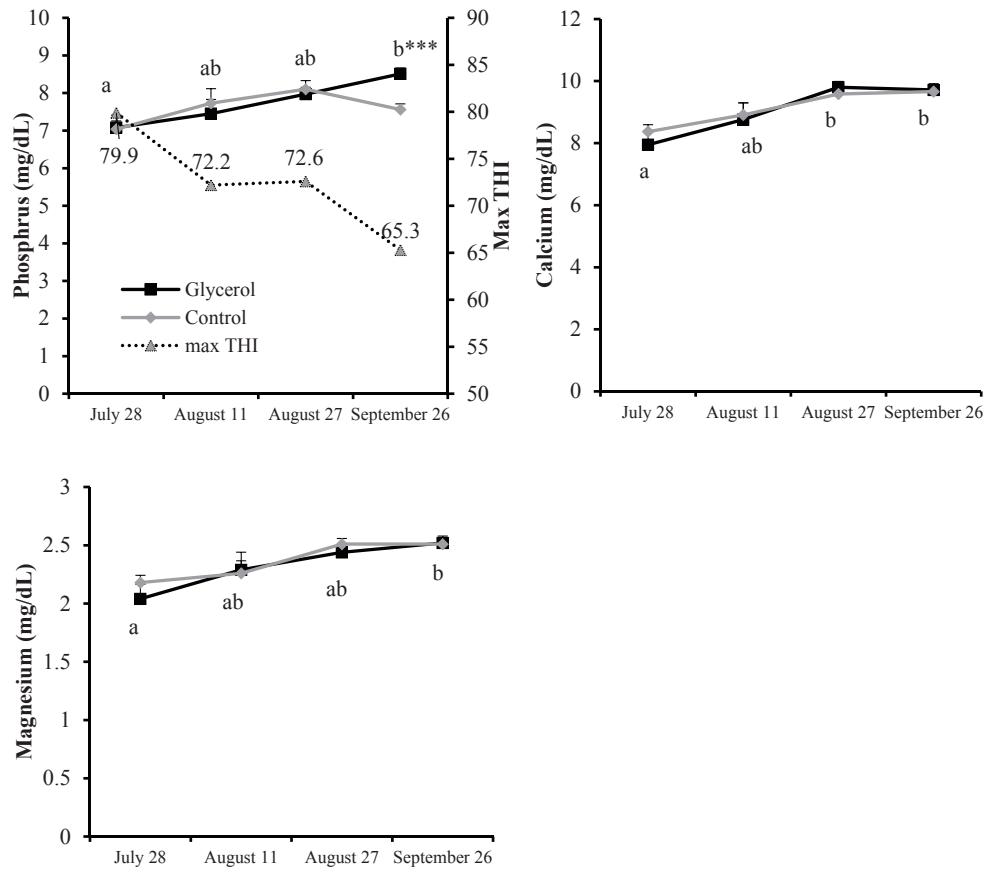 10
9
8
7
6
5
4
3
2
1
0
Phosphrus (mg/dL)
90
85
80
75
70
65
60
55
50
Max THI
a
ab
ab
b***
79.9
72.2
72.6
65.3
Glycerol
Control
max THI
July 28 August 11 August 27 September 26
12
10
8
6
4
2
0
Calcium (mg/dL)
a
ab
b
b
July 28 August 11 August 27 September 26
3
2.5
2
1.5
1
0.5
0
Magnesium (mg/dL)
a
ab
ab
b
July 28 August 11 August 27 September 26